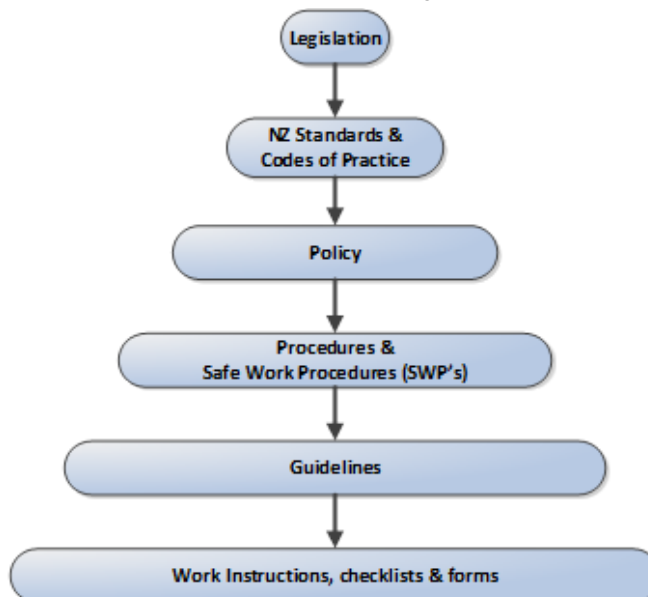 Legislation
NZ Standards &
Codes of Practice
Policy
Procedures &
Safe Work Procedures (SWP's)
Guidelines
Work Instructions, checklists & forms